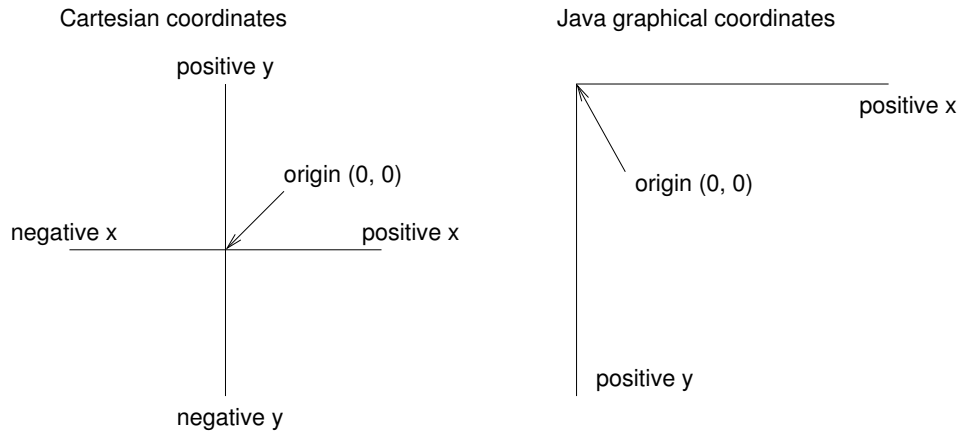 Cartesian coordinates
positive y
origin (0, 0)
negative x
positive x
negative y
Java graphical coordinates
positive x
origin (0, 0)
positive y